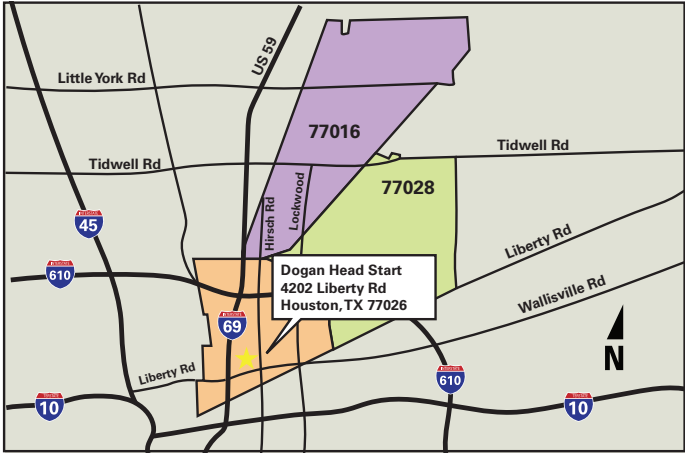 US 59
Little York Rd
77016
Tidwell Rd
Tidwell Rd
77028
Hirsch Rd
Lockwood
45
Liberty Rd
610
Dogan Head Start
4202 Liberty Rd
Houston, TX 77026
Wallisville Rd
69
N
Liberty Rd
610
10
10